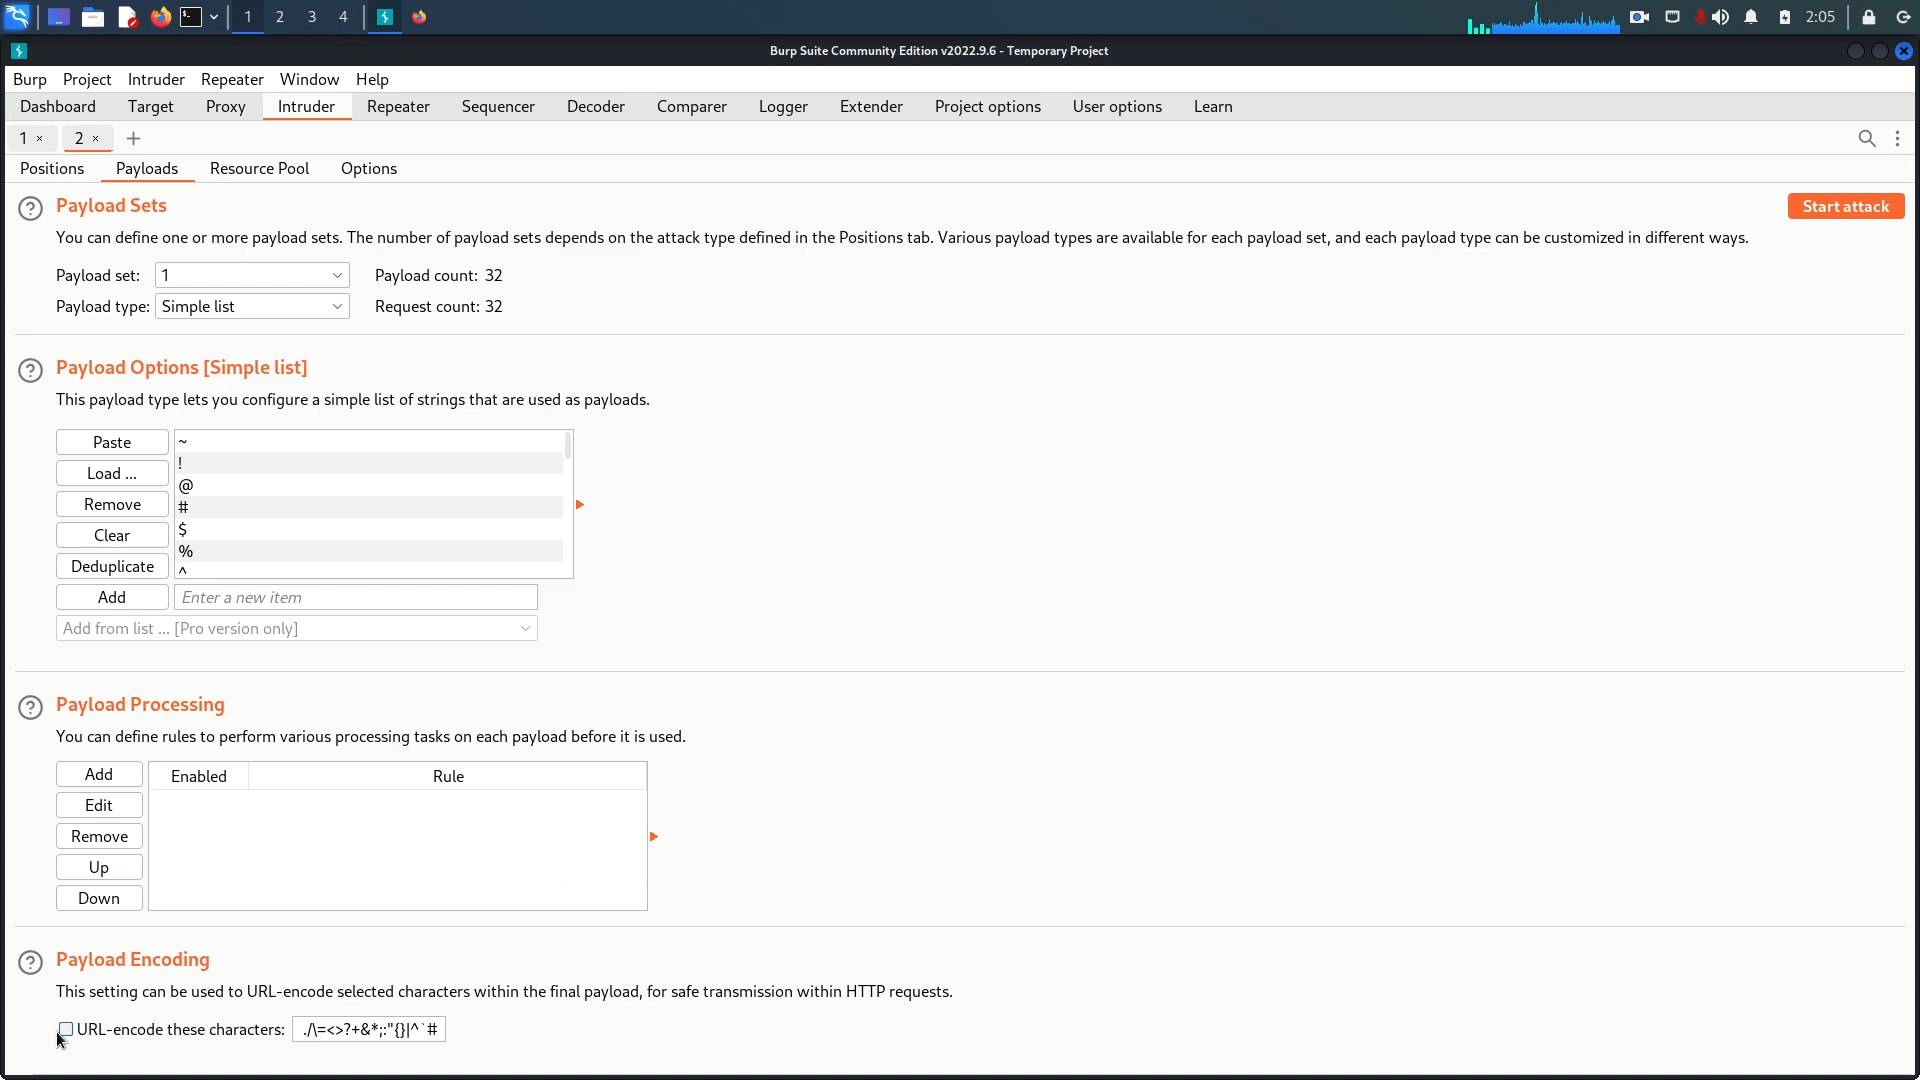 1 2 3 4 2:05
Burp Suite Community Edition v2022.9.6 - Temporary Project
Burp Project Intruder Repeater Window Help
Dashboard Target Proxy Intruder Repeater Sequencer Decoder Comparer Logger Extender Project options User options Learn
1 × 2 × +
Positions Payloads Resource Pool Options
? Payload Sets Start attack
You can define one or more payload sets. The number of payload sets depends on the attack type defined in the Positions tab. Various payload types are available for each payload set, and each payload type can be customized in different ways.
Payload set: 1 Payload count: 32
Payload type: Simple list Request count: 32
? Payload Options [Simple list]
This payload type lets you configure a simple list of strings that are used as payloads.
Paste ~
!
Load ... @
Remove #
Clear $
%
Deduplicate ^
Add Enter a new item
Add from list ... [Pro version only]
? Payload Processing
You can define rules to perform various processing tasks on each payload before it is used.
Add Enabled Rule
Edit
Remove
Up
Down
? Payload Encoding
This setting can be used to URL-encode selected characters within the final payload, for safe transmission within HTTP requests.
URL-encode these characters: ./\=<>?+&*;:"{}|^`#